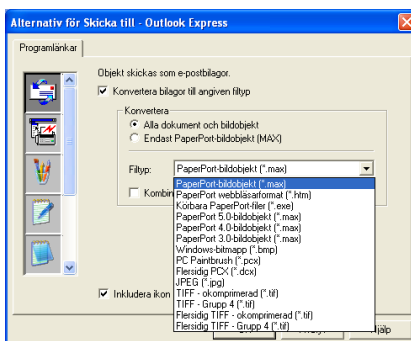 Alternativ för Skicka till - Outlook Express
Programlänkar
Objekt skickas som e-postbilagor.
Konvertera bilagor till angiven filtyp
Konvertera
Alla dokument och bildobjekt
Endast PaperPort-bildobjekt (MAX)
Filtyp: PaperPort-bildobjekt (*.max)
PaperPort-bildobjekt (*.max)
PaperPort webbläsarformat (*.htm)
Kombin
Körbara PaperPort-filer (*.exe)
PaperPort 5.0-bildobjekt (*.max)
PaperPort 4.0-bildobjekt (*.max)
PaperPort 3.0-bildobjekt (*.max)
Windows-bitmapp (*.bmp)
PC Paintbrush (*.pcx)
Flersidig PCX (*.dcx)
JPEG (*.jpg)
Inkludera ikon
TIFF - okomprimerad (*.tif)
TIFF - Grupp 4 (*.tif)
Flersidig TIFF - okomprimerad (*.tif)
Flersidig TIFF - Grupp 4 (*.tif)